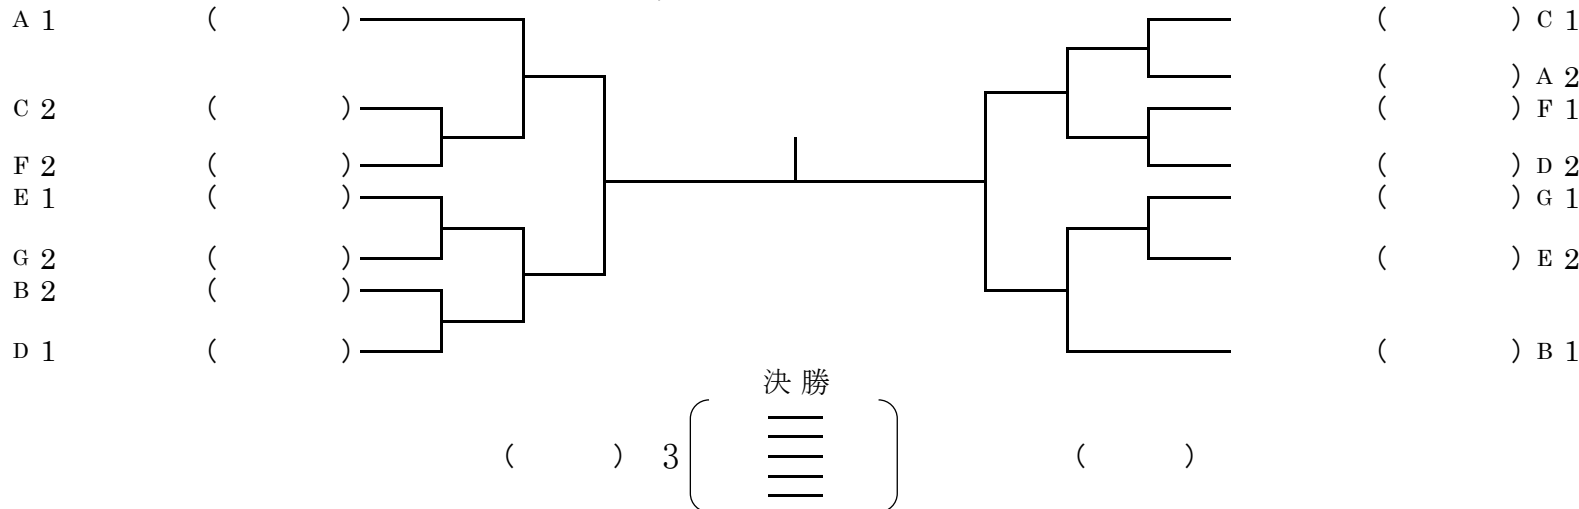 A 1 ( ) ( ) C 1
( ) A 2
C 2 ( ) ( ) F 1
F 2 ( ) ( ) D 2
E 1 ( ) ( ) G 1
G 2 ( ) ( ) E 2
B 2 ( )
D 1 ( ) ( ) B 1
決 勝
( ) 3 ( )